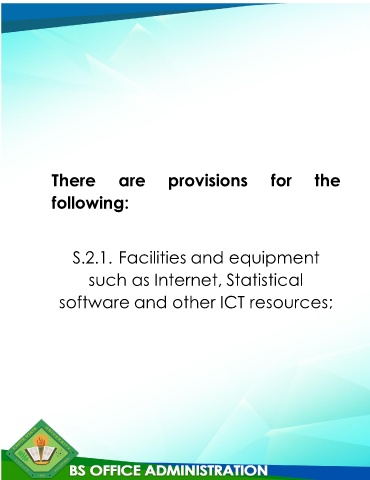 There are provisions for the
following:
S.2.1. Facilities and equipment
such as Internet, Statistical
software and other ICT resources;
BS OFFICE ADMINISTRATION